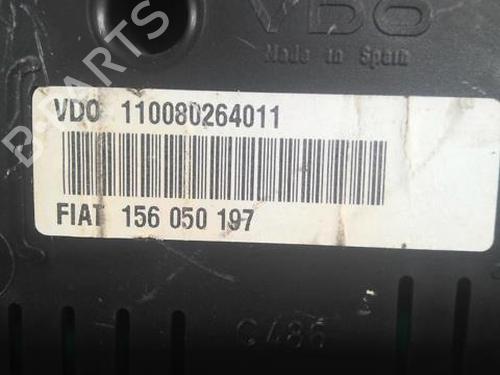 VDO
Made in Spain
VDO 110080264011
FIAT 156 050 197
C486
B-PARTS